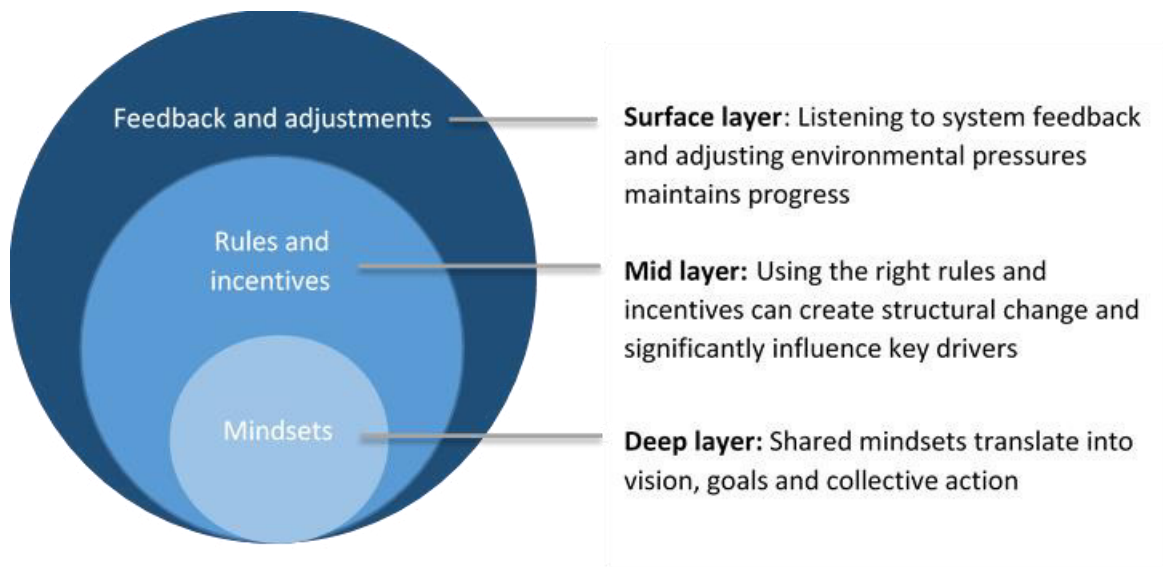 Feedback and adjustments
Surface layer: Listening to system feedback
and adjusting environmental pressures
maintains progress
Rules and
incentives
Mid layer: Using the right rules and
incentives can create structural change and
significantly influence key drivers
Mindsets
Deep layer: Shared mindsets translate into
vision, goals and collective action